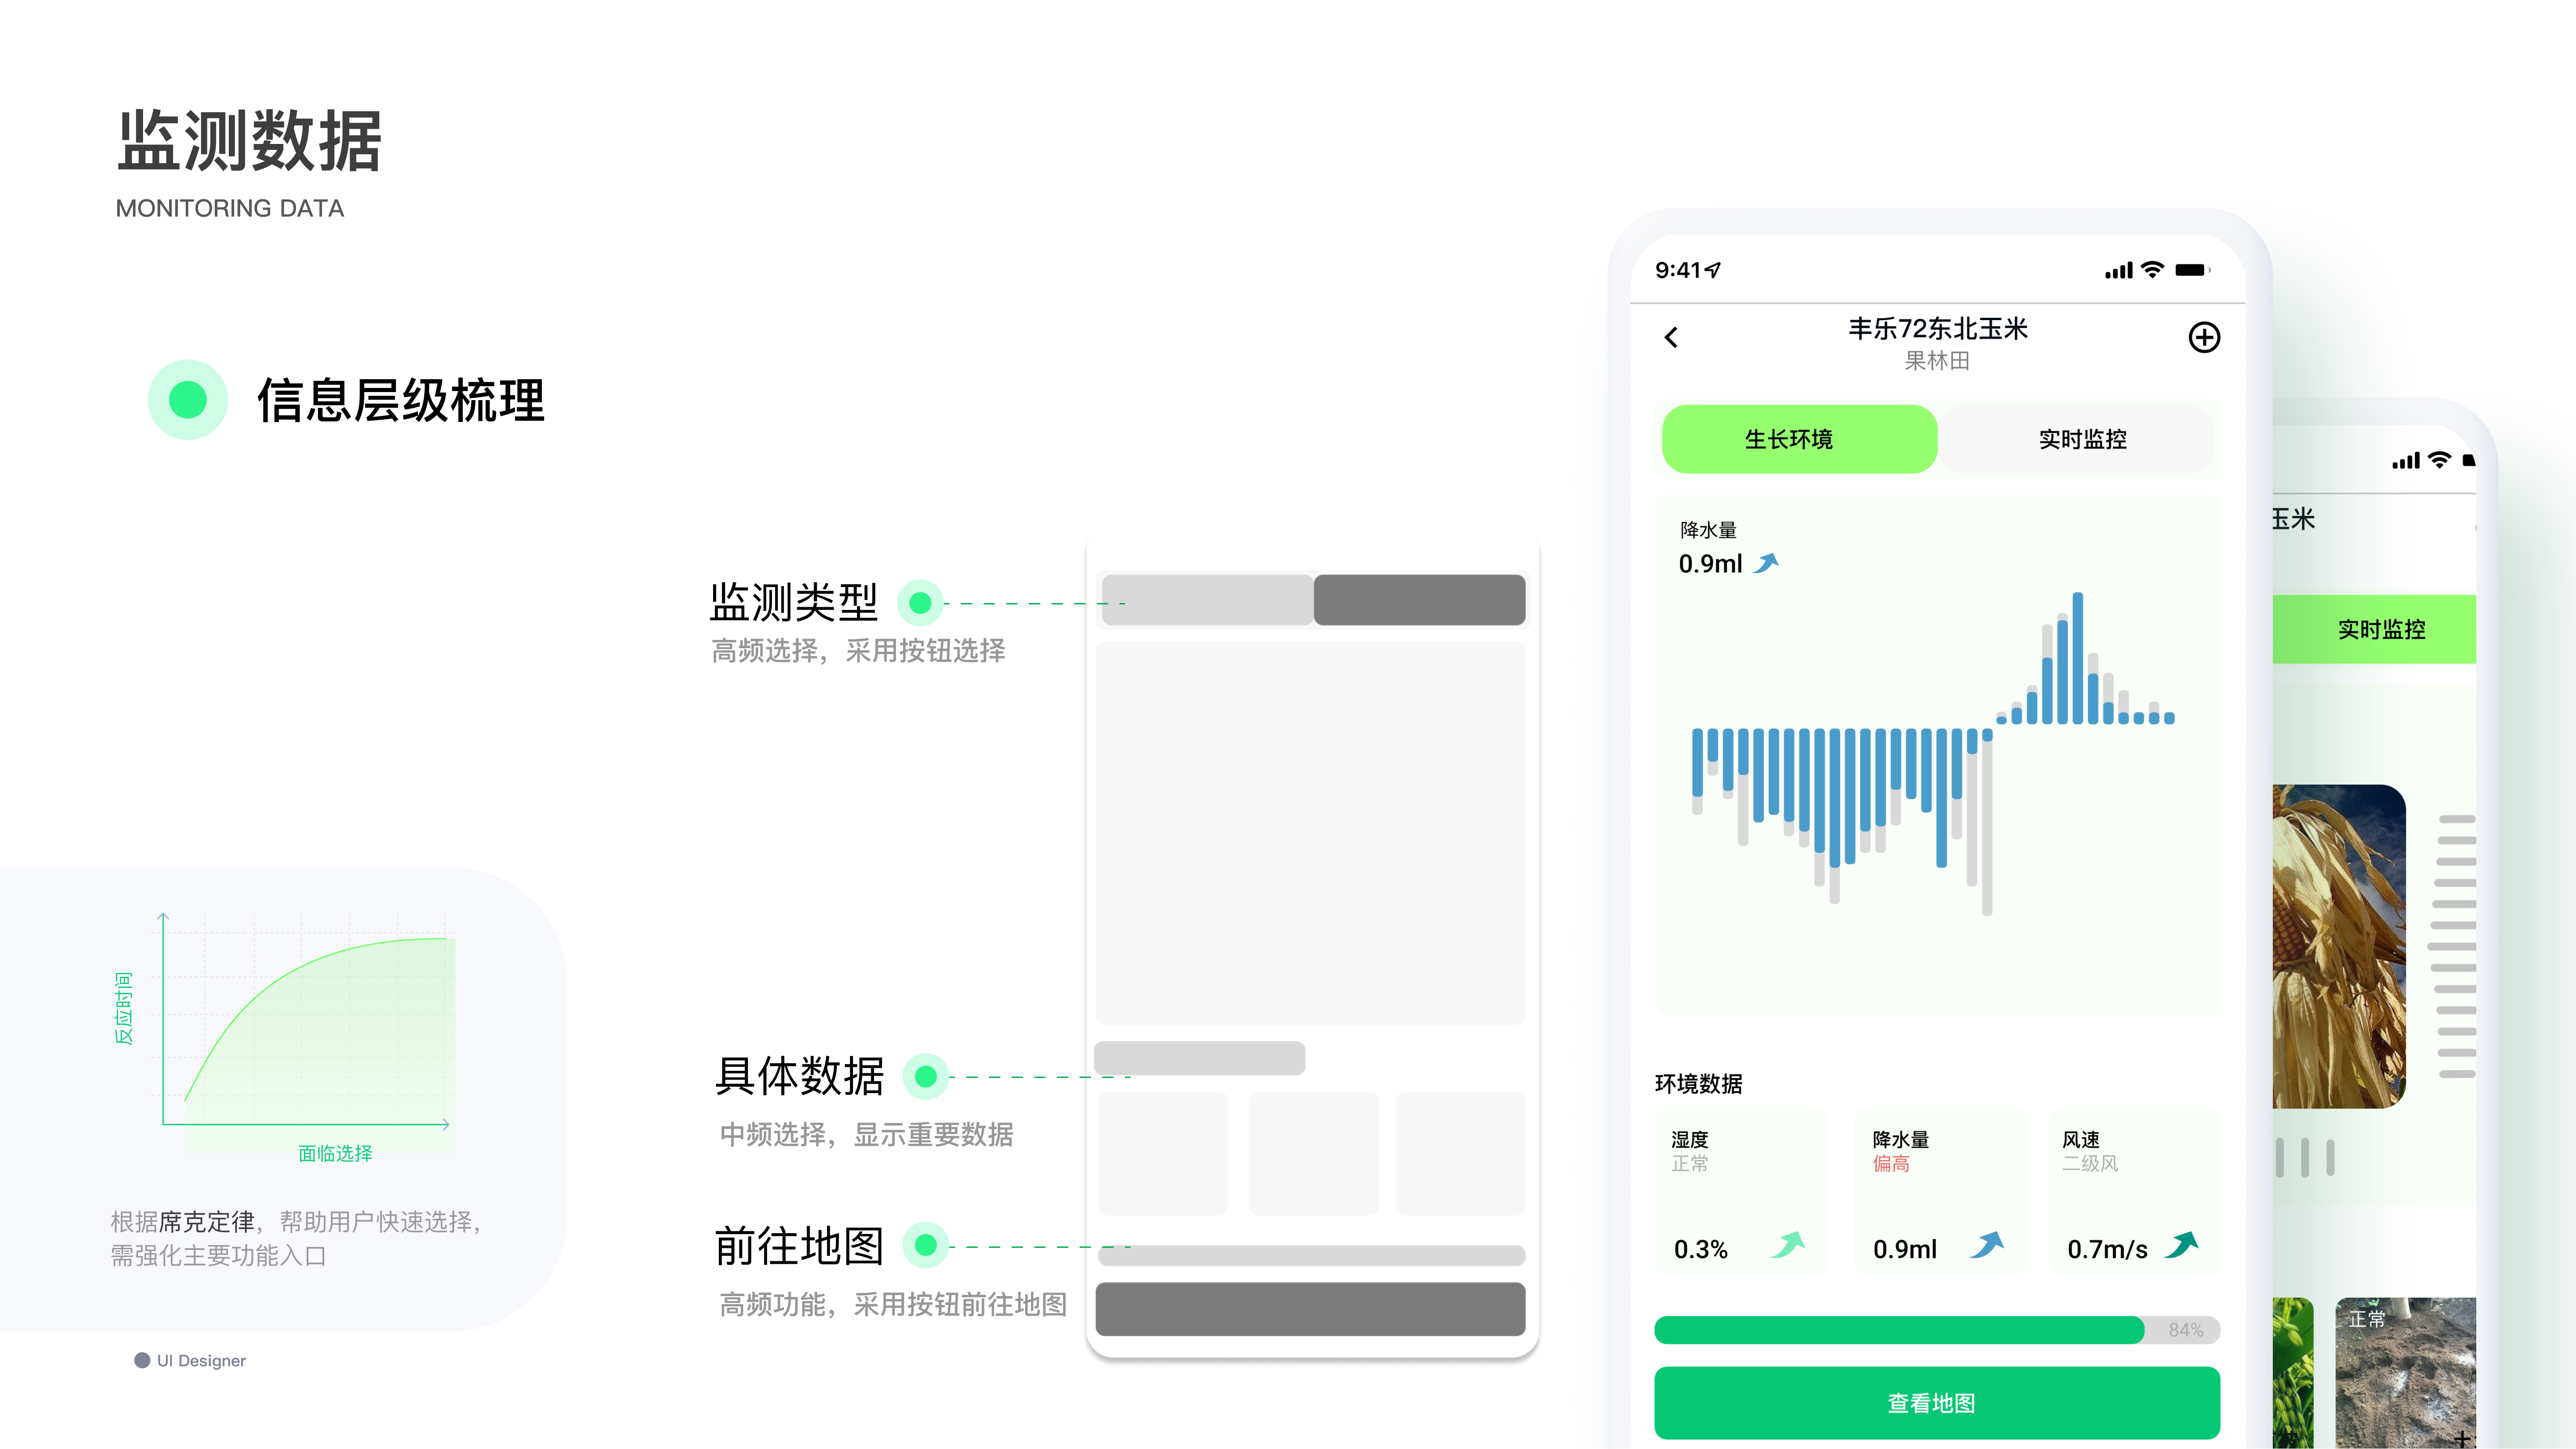 监测数据
MONITORING DATA
信息层级梳理
监测类型
高频选择，采用按钮选择
具体数据
中频选择，显示重要数据
前往地图
高频功能，采用按钮前往地图
反应时间
面临选择
根据席克定律，帮助用户快速选择，
需强化主要功能入口
UI Designer
9:41
丰乐72东北玉米
果林田
生长环境
实时监控
降水量
0.9ml
环境数据
湿度
正常
0.3%
降水量
偏高
0.9ml
风速
二级风
0.7m/s
84%
查看地图
玉米
实时监控
正常